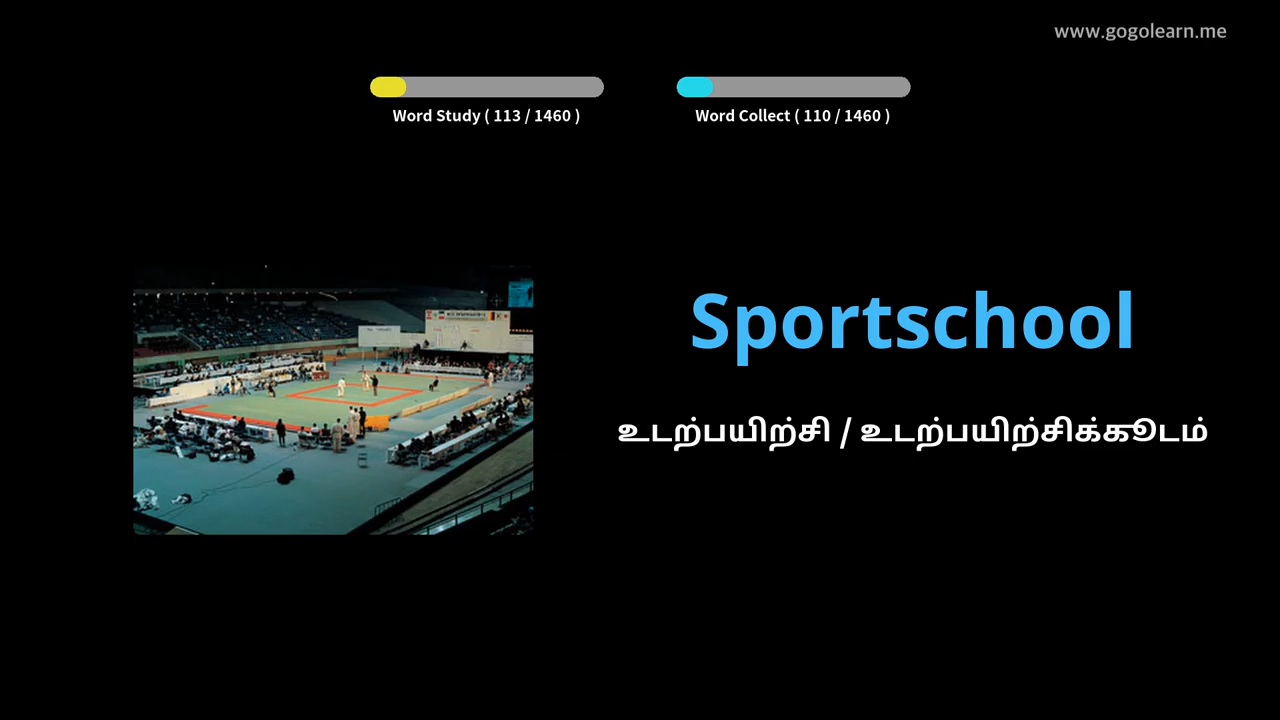 www.gogolearn.me
Word Study ( 113 / 1460 )
Word Collect ( 110 / 1460 )
Sportschool
உடற்பயிற்சி / உடற்பயிற்சிக்கூடம்